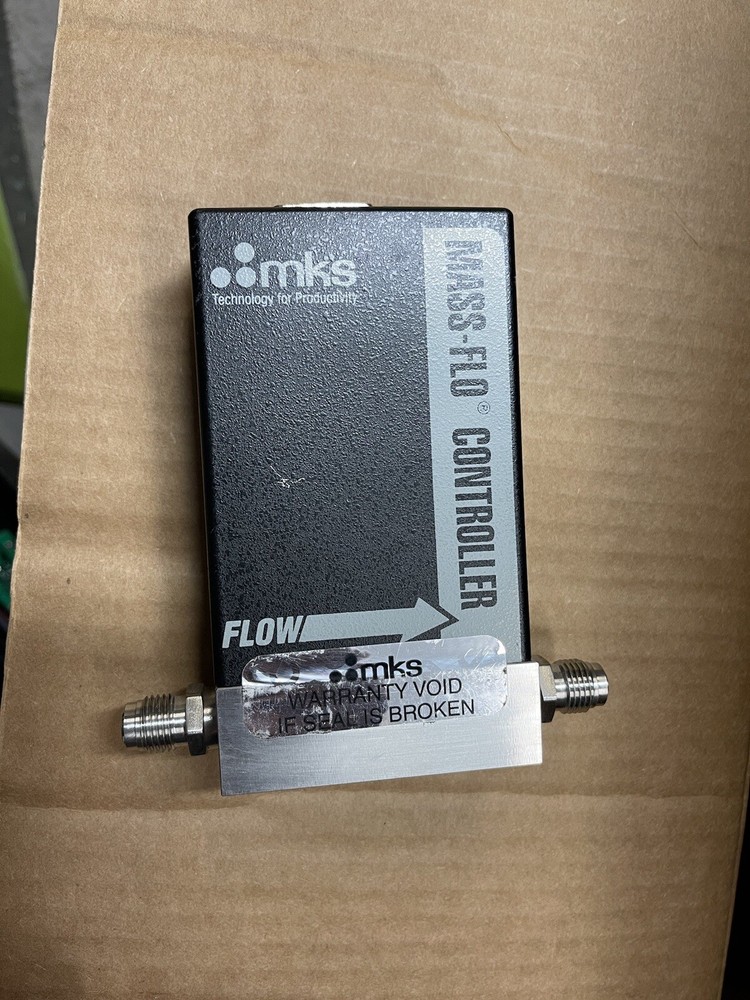 mks
Technology for Productivity
MASS-FLO® CONTROLLER
FLOW
mks
WARRANTY VOID
IF SEAL IS BROKEN